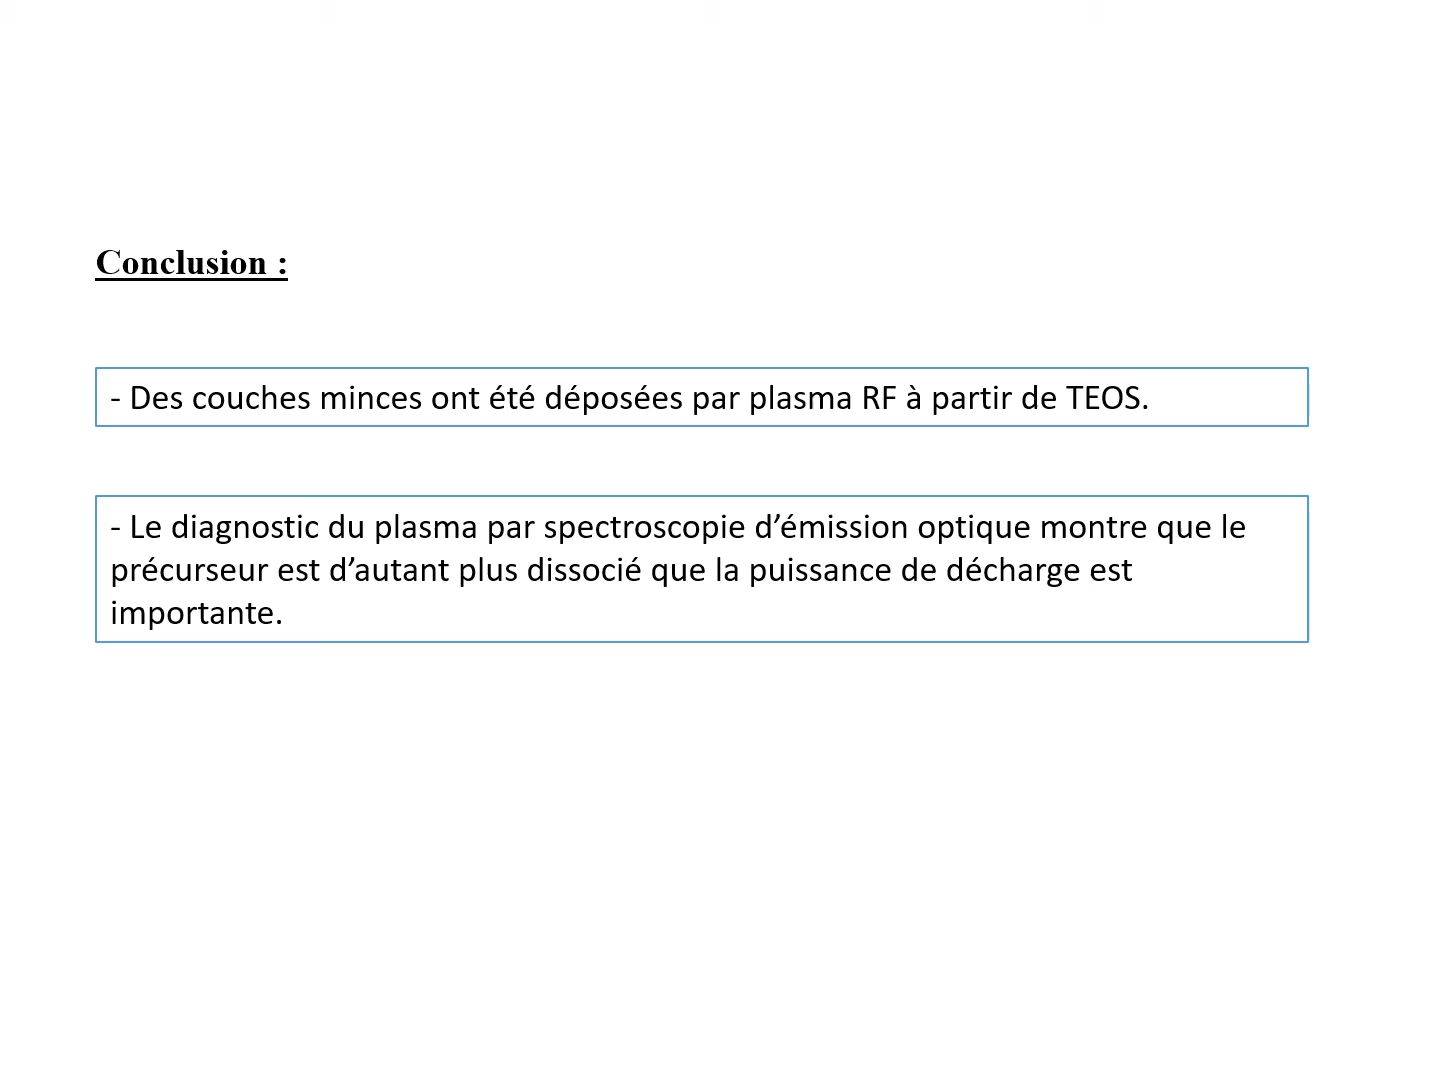 Conclusion :
- Des couches minces ont été déposées par plasma RF à partir de TEOS.
- Le diagnostic du plasma par spectroscopie d’émission optique montre que le
précurseur est d’autant plus dissocié que la puissance de décharge est
importante.